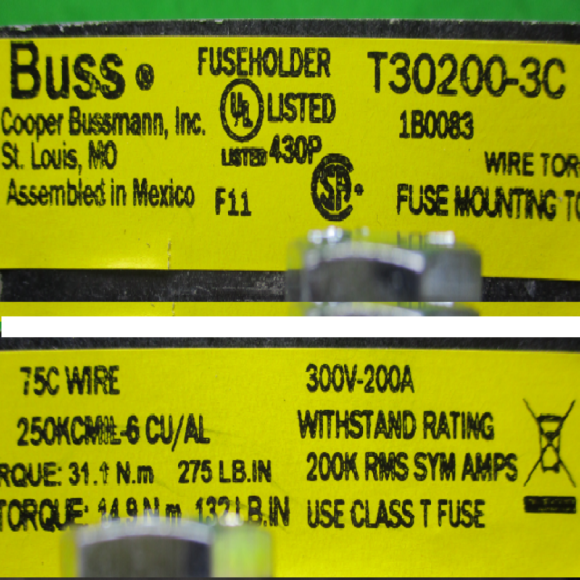 Buss ®
Cooper Bussmann, Inc.
St. Louis, MO
Assembled in Mexico
FUSEHOLDER
UL LISTED
LISTED 430P
F11
SA
T30200-3C
1B0083
WIRE TOR
FUSE MOUNTING TO
75C WIRE
250KCMIL-6 CU/AL
RQUE: 31.1 N.m 275 LB.IN
TORQUE: 14.9 N.m 132 LB.IN
300V-200A
WITHSTAND RATING
200K RMS SYM AMPS
USE CLASS T FUSE